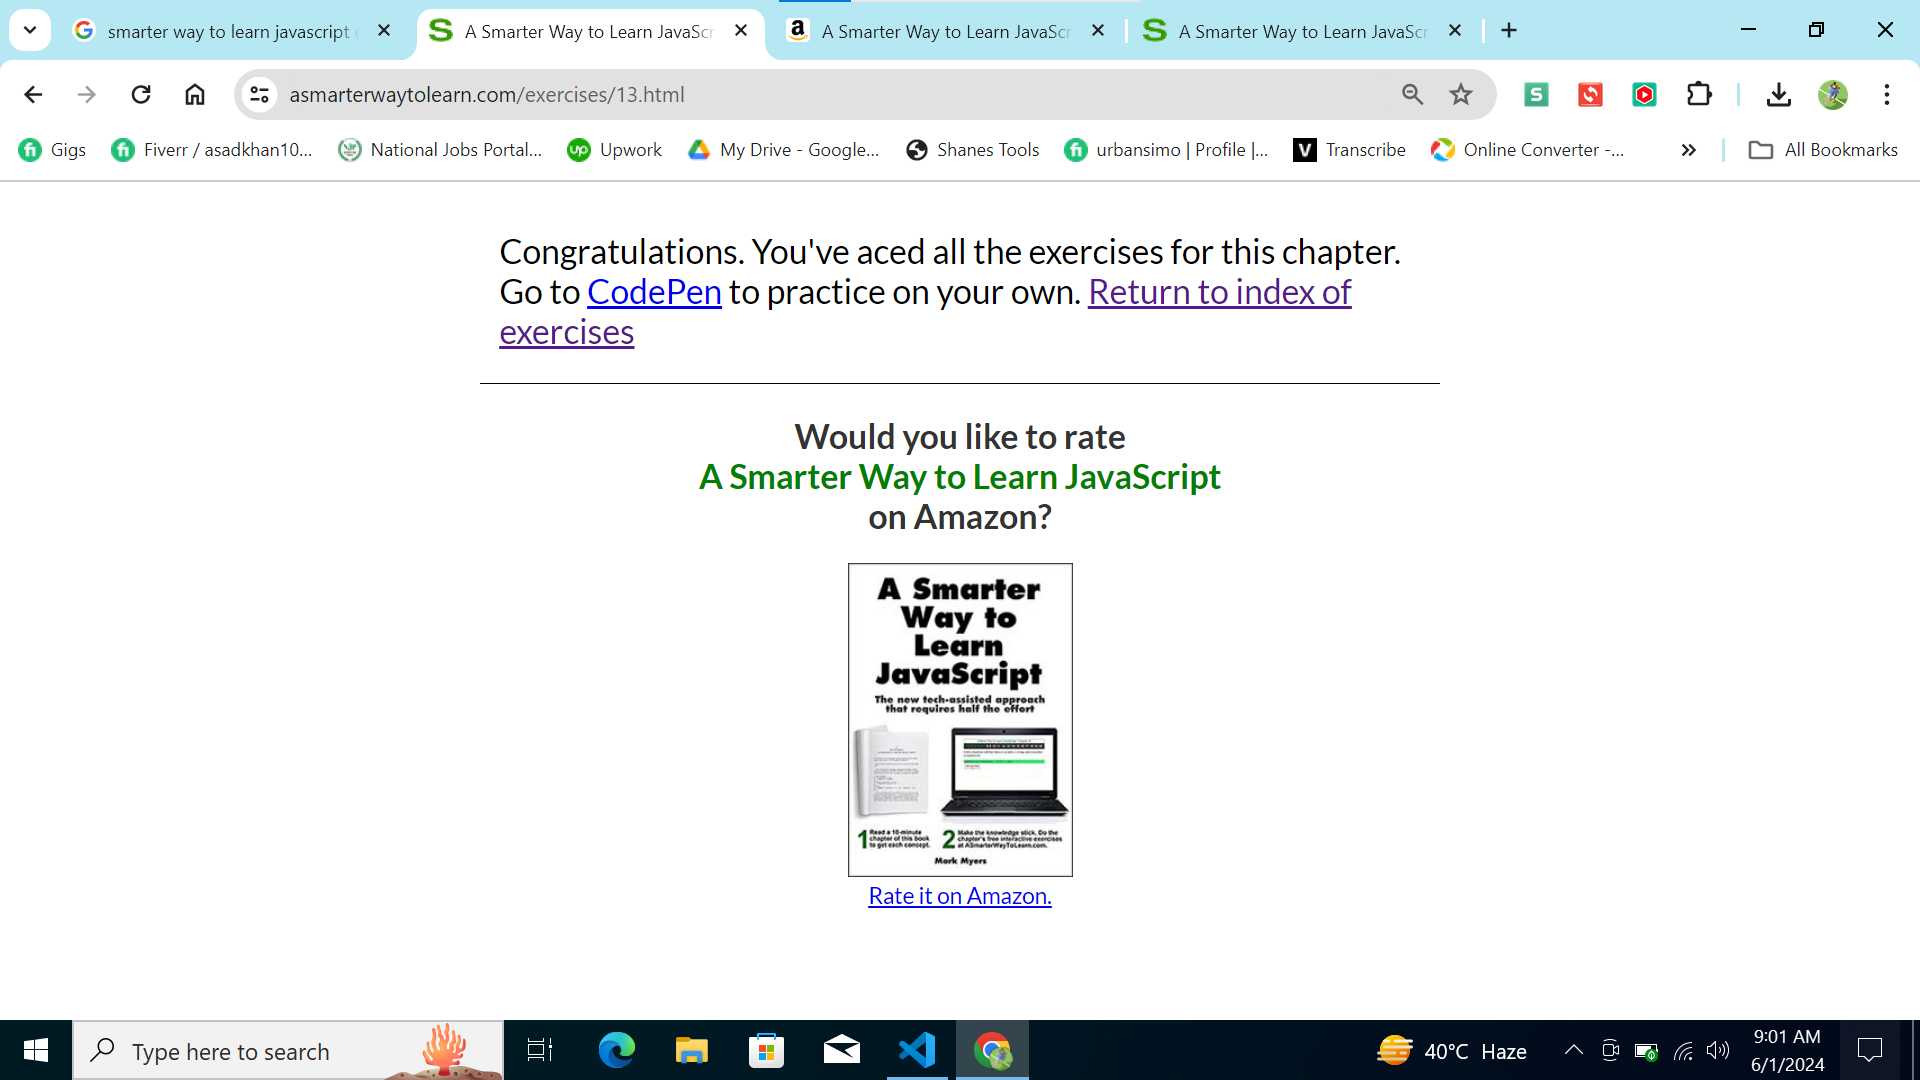 smarter way to learn javascript e
A Smarter Way to Learn JavaScr
A Smarter Way to Learn JavaScr
A Smarter Way to Learn JavaScr
asmarterwaytolearn.com/exercises/13.html
Gigs
Fiverr / asadkhan10...
National Jobs Portal...
Upwork
My Drive - Google...
Shanes Tools
urbansimo | Profile |...
Transcribe
Online Converter -...
All Bookmarks
Congratulations. You've aced all the exercises for this chapter.
Go to CodePen to practice on your own. Return to index of
exercises
Would you like to rate
A Smarter Way to Learn JavaScript
on Amazon?
A Smarter
Way to
Learn
JavaScript
The new tech-assisted approach
that requires half the effort
1 Read a 10-minute
chapter of this book
to get each concept.
2 Make the knowledge stick. Do the
chapter's free interactive exercises
at ASmarterWayToLearn.com.
Mark Myers
Rate it on Amazon.
Type here to search
40°C Haze
9:01 AM
6/1/2024